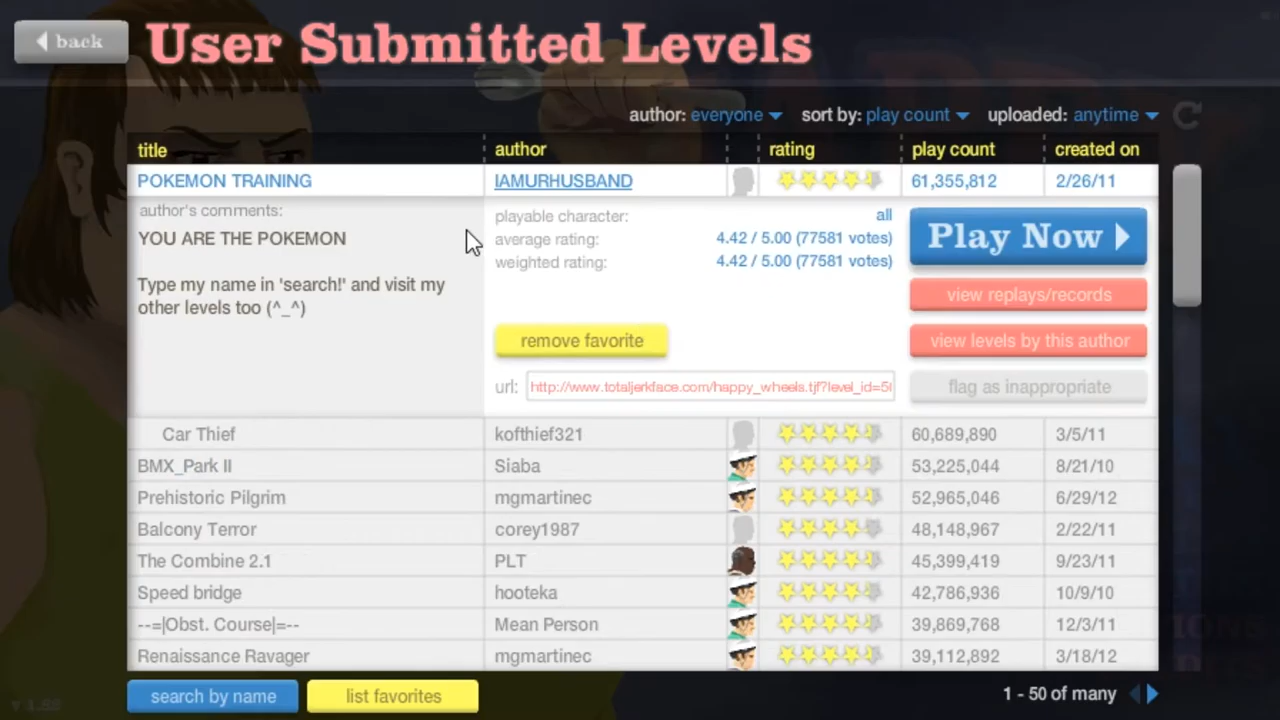 back
User Submitted Levels
author: everyone sort by: play count uploaded: anytime
title author rating play count created on
POKEMON TRAINING IAMURHUSBAND 61,355,812 2/26/11
author's comments:
YOU ARE THE POKEMON
Type my name in 'search!' and visit my
other levels too (^_^)
playable character: all
average rating: 4.42 / 5.00 (77581 votes)
weighted rating: 4.42 / 5.00 (77581 votes)
remove favorite
url: http://www.totaljerkface.com/happy_wheels.tjf?level_id=5
Play Now
view replays/records
view levels by this author
flag as inappropriate
Car Thief kofthief321 60,689,890 3/5/11
BMX_Park II Siaba 53,225,044 8/21/10
Prehistoric Pilgrim mgmartinec 52,965,046 6/29/12
Balcony Terror corey1987 48,148,967 2/22/11
The Combine 2.1 PLT 45,399,419 9/23/11
Speed bridge hooteka 42,786,936 10/9/10
--=|Obst. Course|=-- Mean Person 39,869,768 12/3/11
Renaissance Ravager mgmartinec 39,112,892 3/18/12
search by name
list favorites
1 - 50 of many